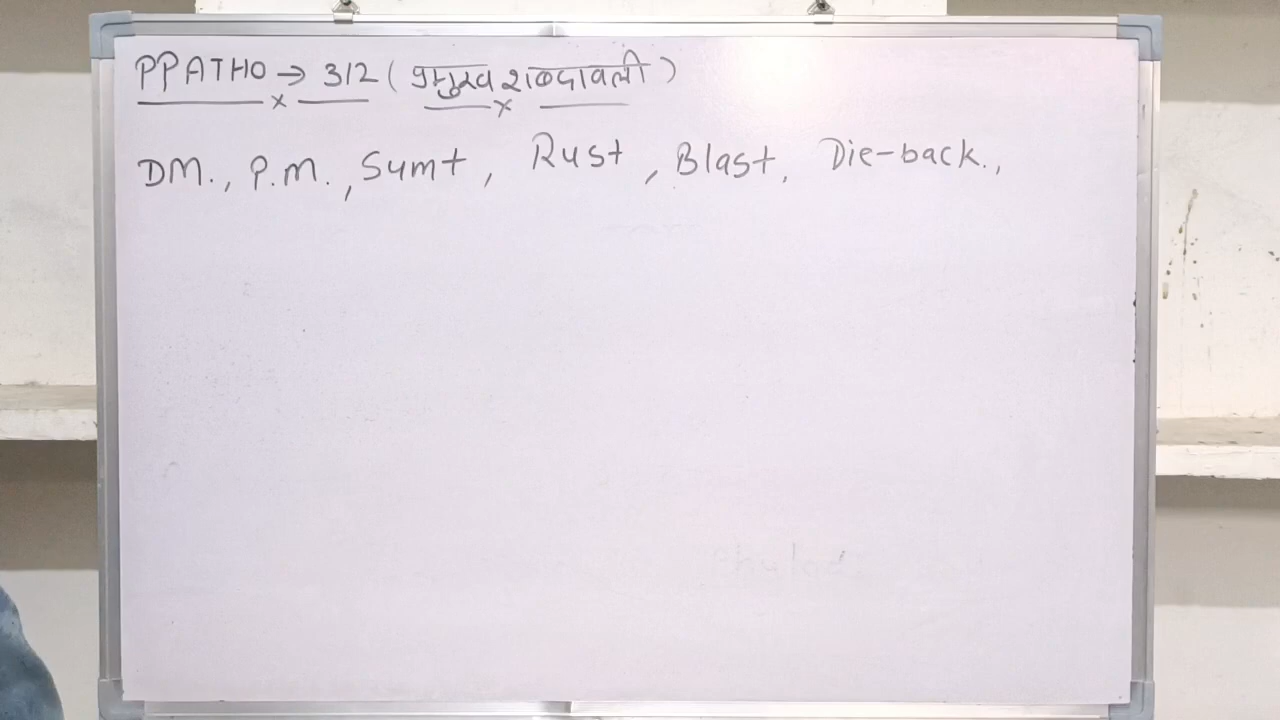 PPATHO → 312 (प्रमुख शब्दावली)
DM., P.M., Sumt, Rust, Blast, Die-back.,